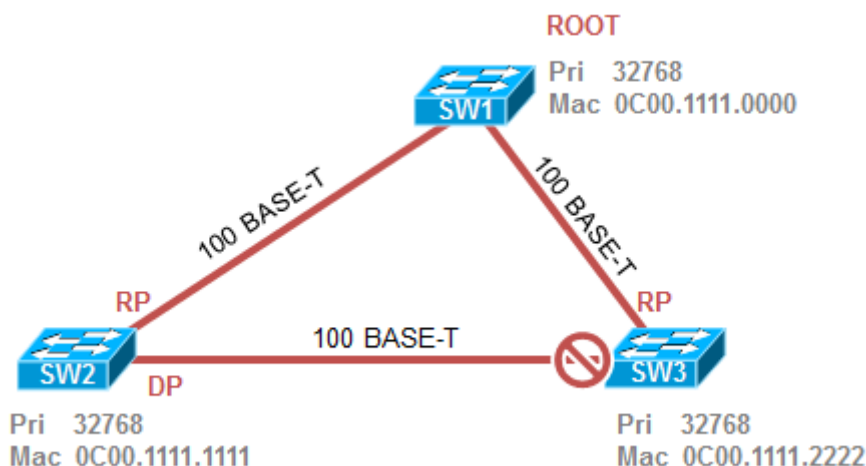 ROOT
Pri 32768
Mac 0C00.1111.0000
SW1
100 BASE-T
100 BASE-T
RP
RP
100 BASE-T
SW2
DP
SW3
Pri 32768
Mac 0C00.1111.1111
Pri 32768
Mac 0C00.1111.2222